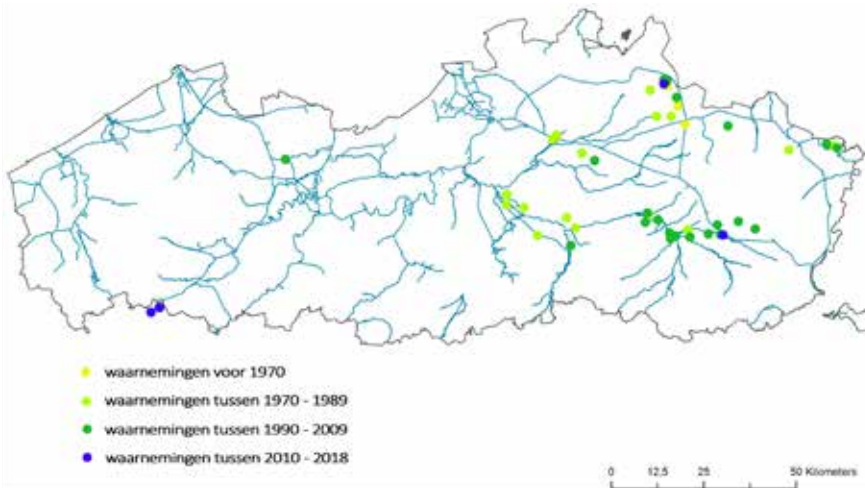 waarnemingen voor 1970
waarnemingen tussen 1970 - 1989
waarnemingen tussen 1990 - 2009
waarnemingen tussen 2010 - 2018
0 12,5 25 50 Kilometers